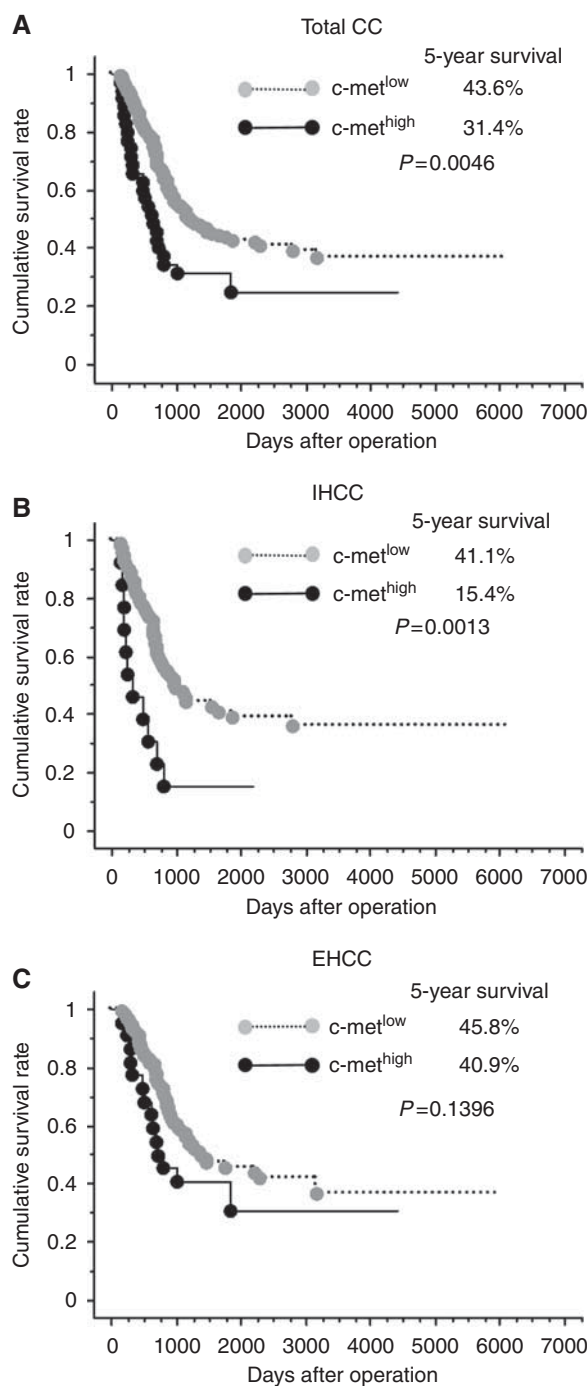 A
Total CC
5-year survival
c-met^low 43.6%
c-met^high 31.4%
P=0.0046
1
0.8
0.6
0.4
0.2
0
Cumulative survival rate
0 1000 2000 3000 4000 5000 6000 7000
Days after operation
B
IHCC
5-year survival
c-met^low 41.1%
c-met^high 15.4%
P=0.0013
1
0.8
0.6
0.4
0.2
0
Cumulative survival rate
0 1000 2000 3000 4000 5000 6000 7000
Days after operation
C
EHCC
5-year survival
c-met^low 45.8%
c-met^high 40.9%
P=0.1396
1
0.8
0.6
0.4
0.2
0
Cumulative survival rate
0 1000 2000 3000 4000 5000 6000 7000
Days after operation